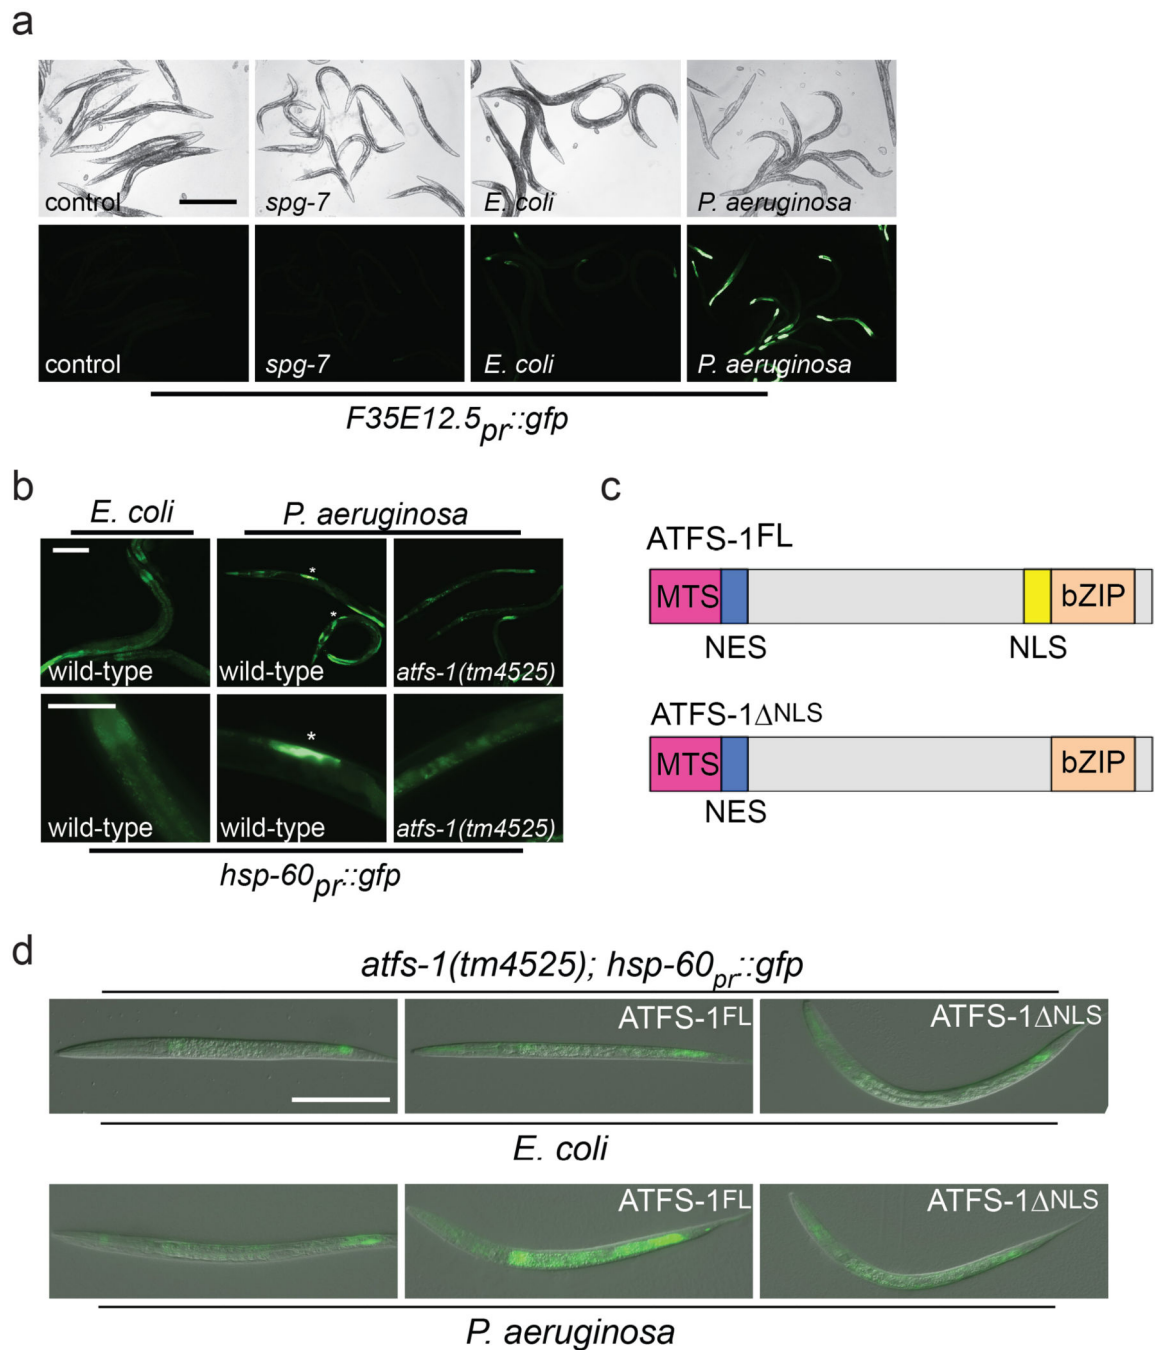 a
control spg-7 E. coli P. aeruginosa
control spg-7 E. coli P. aeruginosa
F35E12.5pr::gfp
b
E. coli P. aeruginosa
* *
wild-type wild-type atfs-1(tm4525)
*
wild-type wild-type atfs-1(tm4525)
hsp-60pr::gfp
c
ATFS-1FL
MTS bZIP
NES NLS
ATFS-1ΔNLS
MTS bZIP
NES
d
atfs-1(tm4525); hsp-60pr::gfp
ATFS-1FL ATFS-1ΔNLS
E. coli
ATFS-1FL ATFS-1ΔNLS
P. aeruginosa